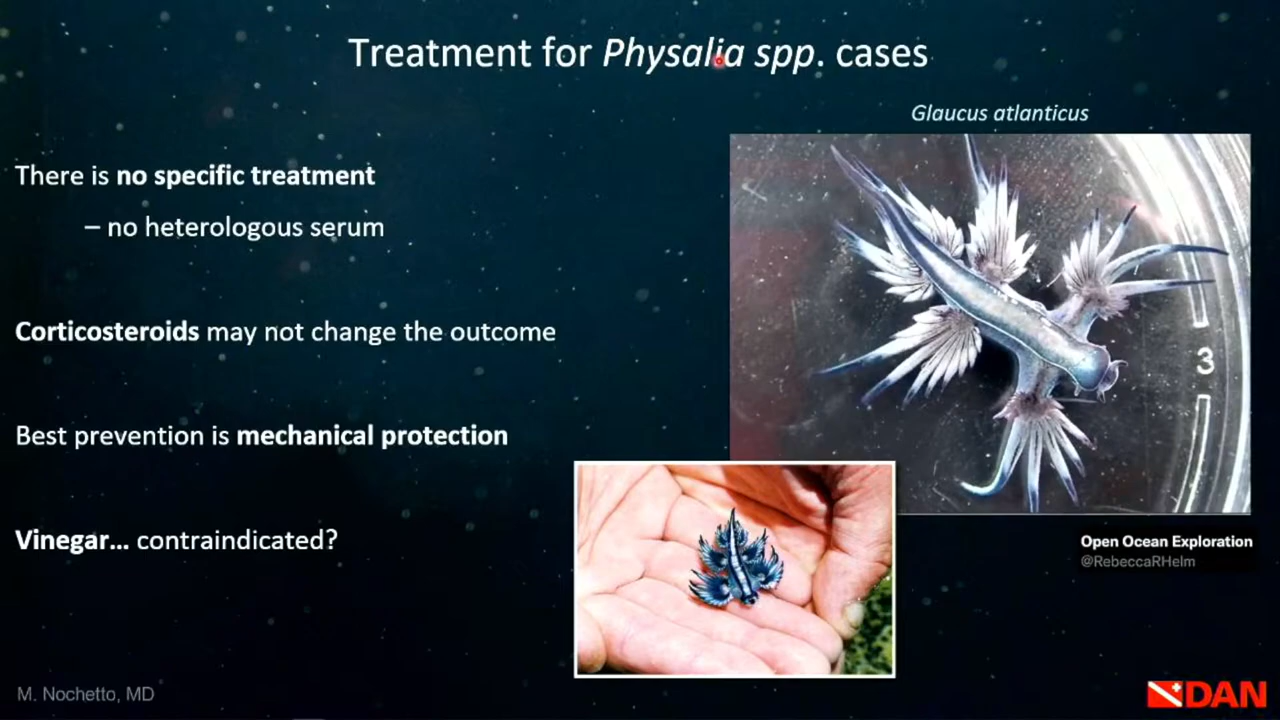 Treatment for Physalia spp. cases
Glaucus atlanticus
There is no specific treatment
– no heterologous serum
Corticosteroids may not change the outcome
Best prevention is mechanical protection
Vinegar... contraindicated?
3
Open Ocean Exploration
@RebeccaRHelm
M. Nochetto, MD
DAN